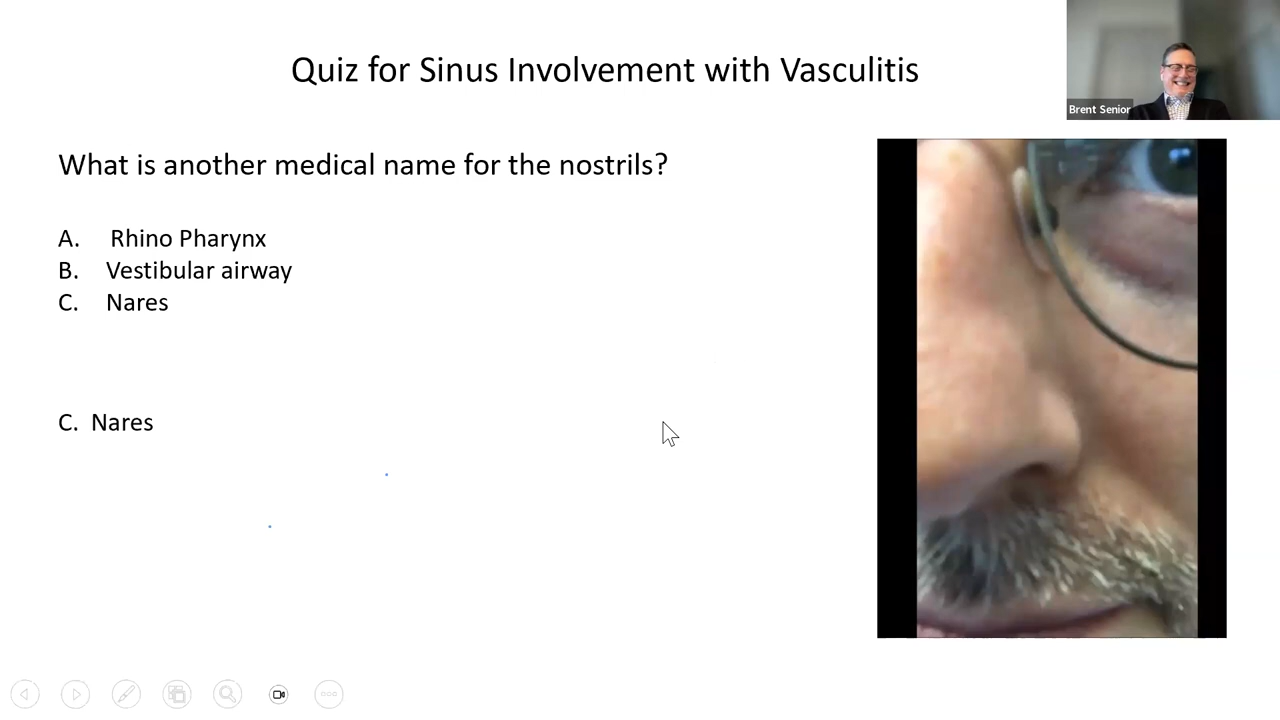 Quiz for Sinus Involvement with Vasculitis
Brent Senior
What is another medical name for the nostrils?
A. Rhino Pharynx
B. Vestibular airway
C. Nares
C. Nares